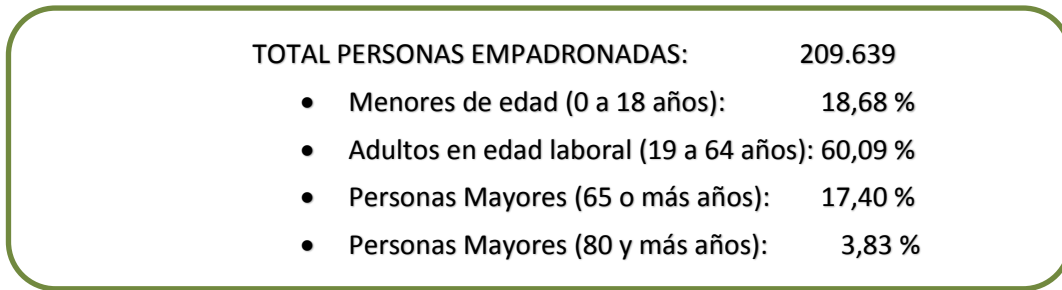 TOTAL PERSONAS EMPADRONADAS: 209.639
• Menores de edad (0 a 18 años): 18,68 %
• Adultos en edad laboral (19 a 64 años): 60,09 %
• Personas Mayores (65 o más años): 17,40 %
• Personas Mayores (80 y más años): 3,83 %